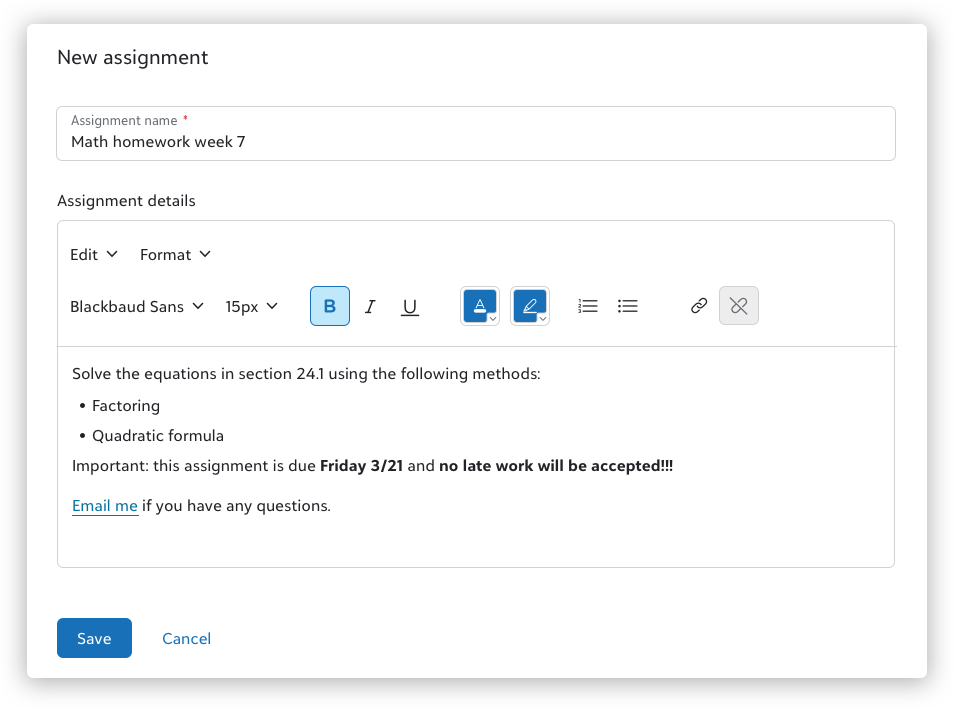 New assignment
Assignment name *
Math homework week 7
Assignment details
Edit Format
Blackbaud Sans 15px B I U A
Solve the equations in section 24.1 using the following methods:
• Factoring
• Quadratic formula
Important: this assignment is due Friday 3/21 and no late work will be accepted!!!
Email me if you have any questions.
Save Cancel